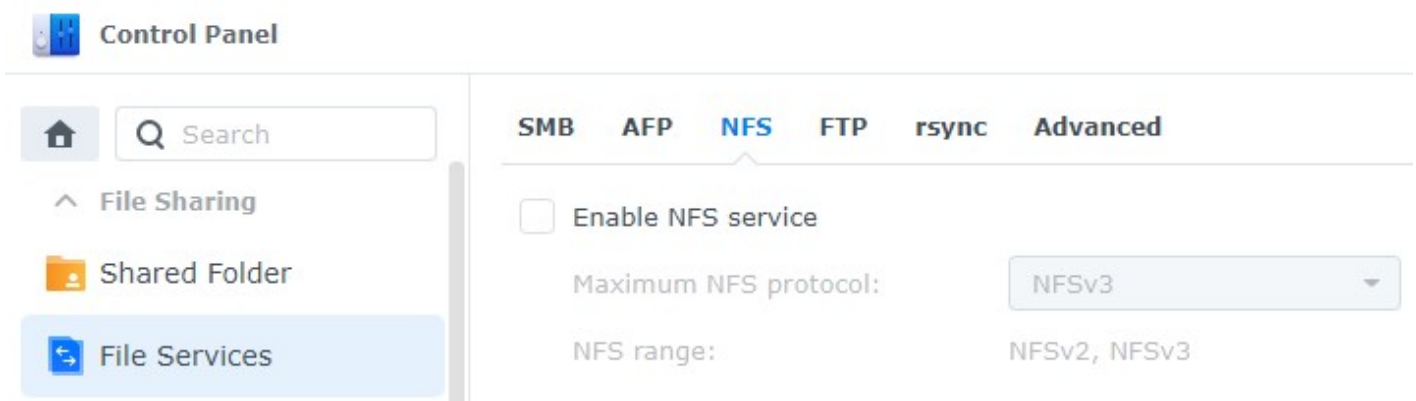 Control Panel
Search
File Sharing
Shared Folder
File Services
SMB AFP NFS FTP rsync Advanced
Enable NFS service
Maximum NFS protocol: NFSv3
NFS range: NFSv2, NFSv3